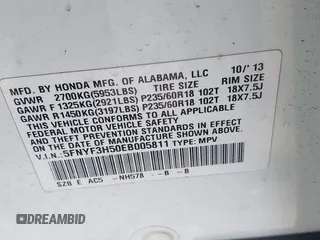 MFD. BY HONDA MFG. OF ALABAMA, LLC 10/'13
GVWR 2700KG(5953LBS) TIRE SIZE RIM SIZE
GAWR F 1325KG(2921LBS) P235/60R18 102T 18X7.5J
GAWR R1450KG(3197LBS) P235/60R18 102T 18X7.5J
THIS VEHICLE CONFORMS TO ALL APPLICABLE
FEDERAL MOTOR VEHICLE SAFETY AND
THEFT PREVENTION STANDARDS IN EFFECT ON
THE DATE OF MANUFACTURE SHOWN ABOVE.
V.I.N.:5FNYF3H50EB005811 TYPE: MPV
SZB E AC5 -NH578 --B -B
DREAMBID